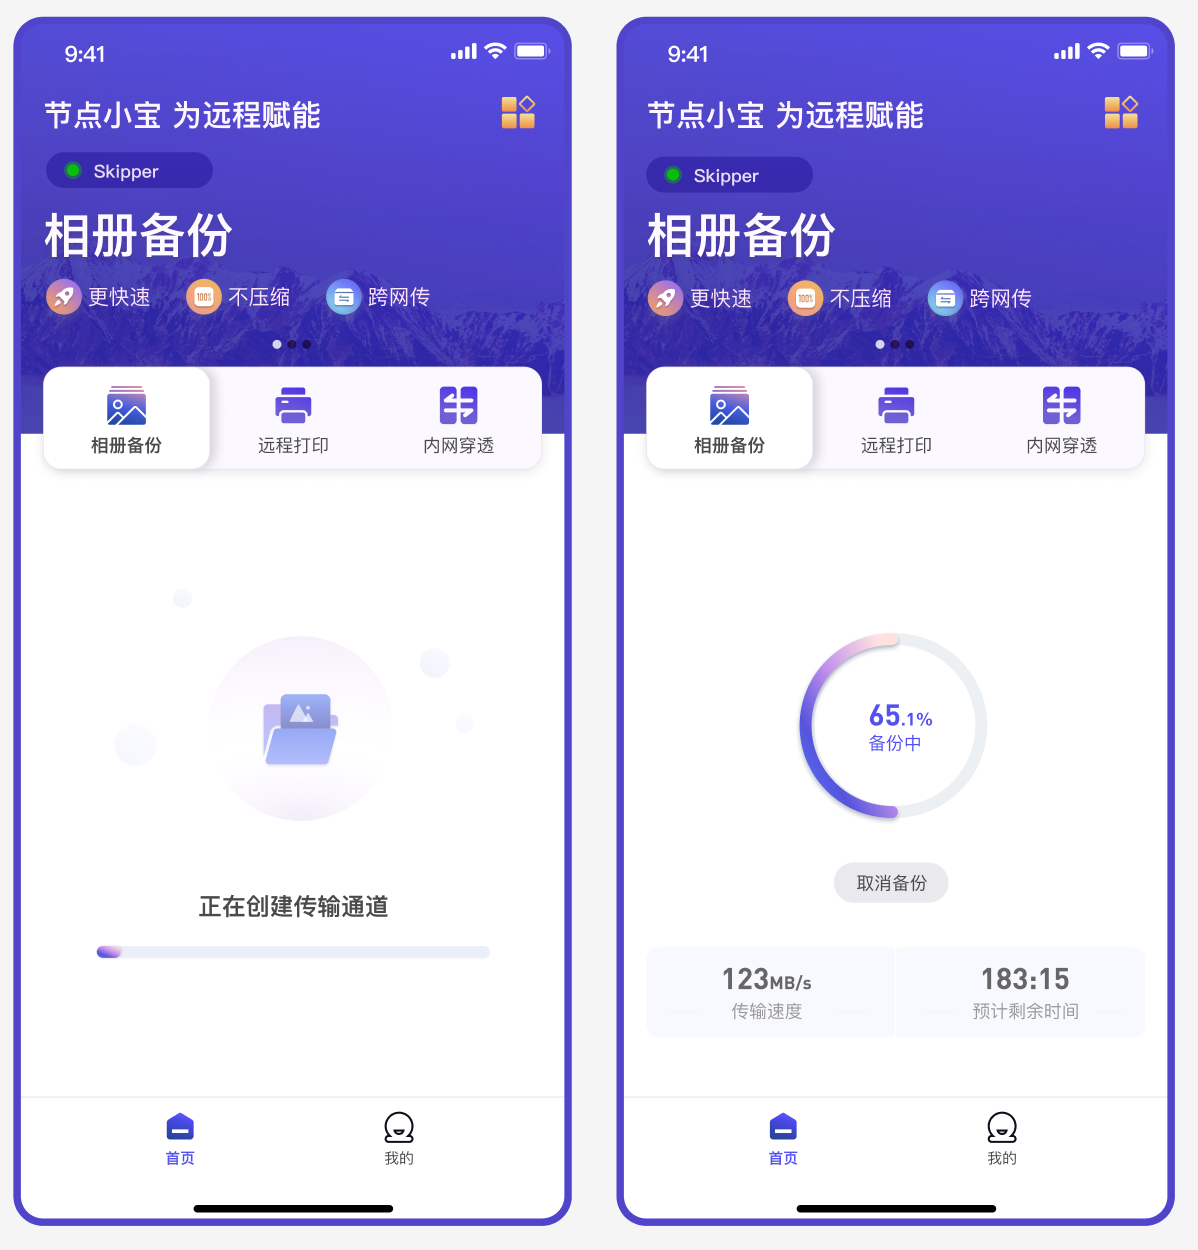 9:41
节点小宝 为远程赋能
Skipper
相册备份
更快速
100%
不压缩
跨网传
相册备份
远程打印
内网穿透
正在创建传输通道
首页
我的
9:41
节点小宝 为远程赋能
Skipper
相册备份
更快速
100%
不压缩
跨网传
相册备份
远程打印
内网穿透
65.1%
备份中
取消备份
123MB/s
传输速度
183:15
预计剩余时间
首页
我的